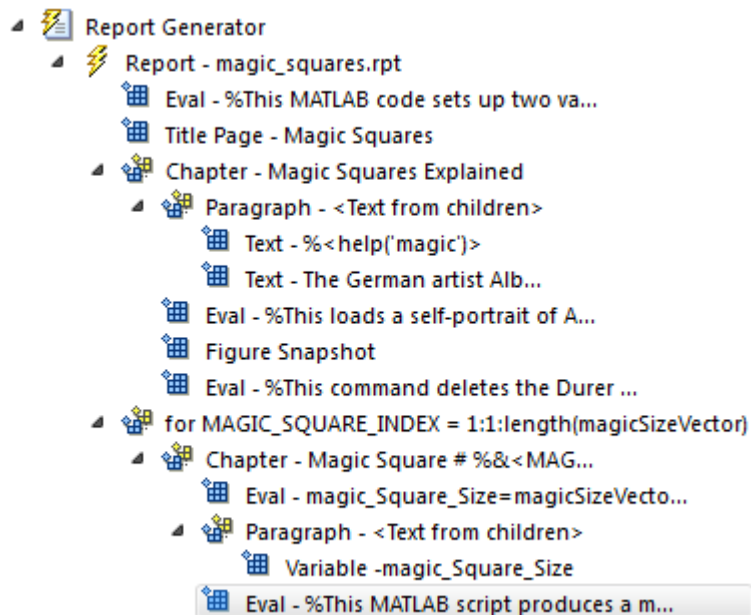 Report Generator
Report - magic_squares.rpt
Eval - %This MATLAB code sets up two va...
Title Page - Magic Squares
Chapter - Magic Squares Explained
Paragraph - <Text from children>
Text - %<help('magic')>
Text - The German artist Alb...
Eval - %This loads a self-portrait of A...
Figure Snapshot
Eval - %This command deletes the Durer ...
for MAGIC_SQUARE_INDEX = 1:1:length(magicSizeVector)
Chapter - Magic Square # %&<MAG...
Eval - magic_Square_Size=magicSizeVecto...
Paragraph - <Text from children>
Variable -magic_Square_Size
Eval - %This MATLAB script produces a m...